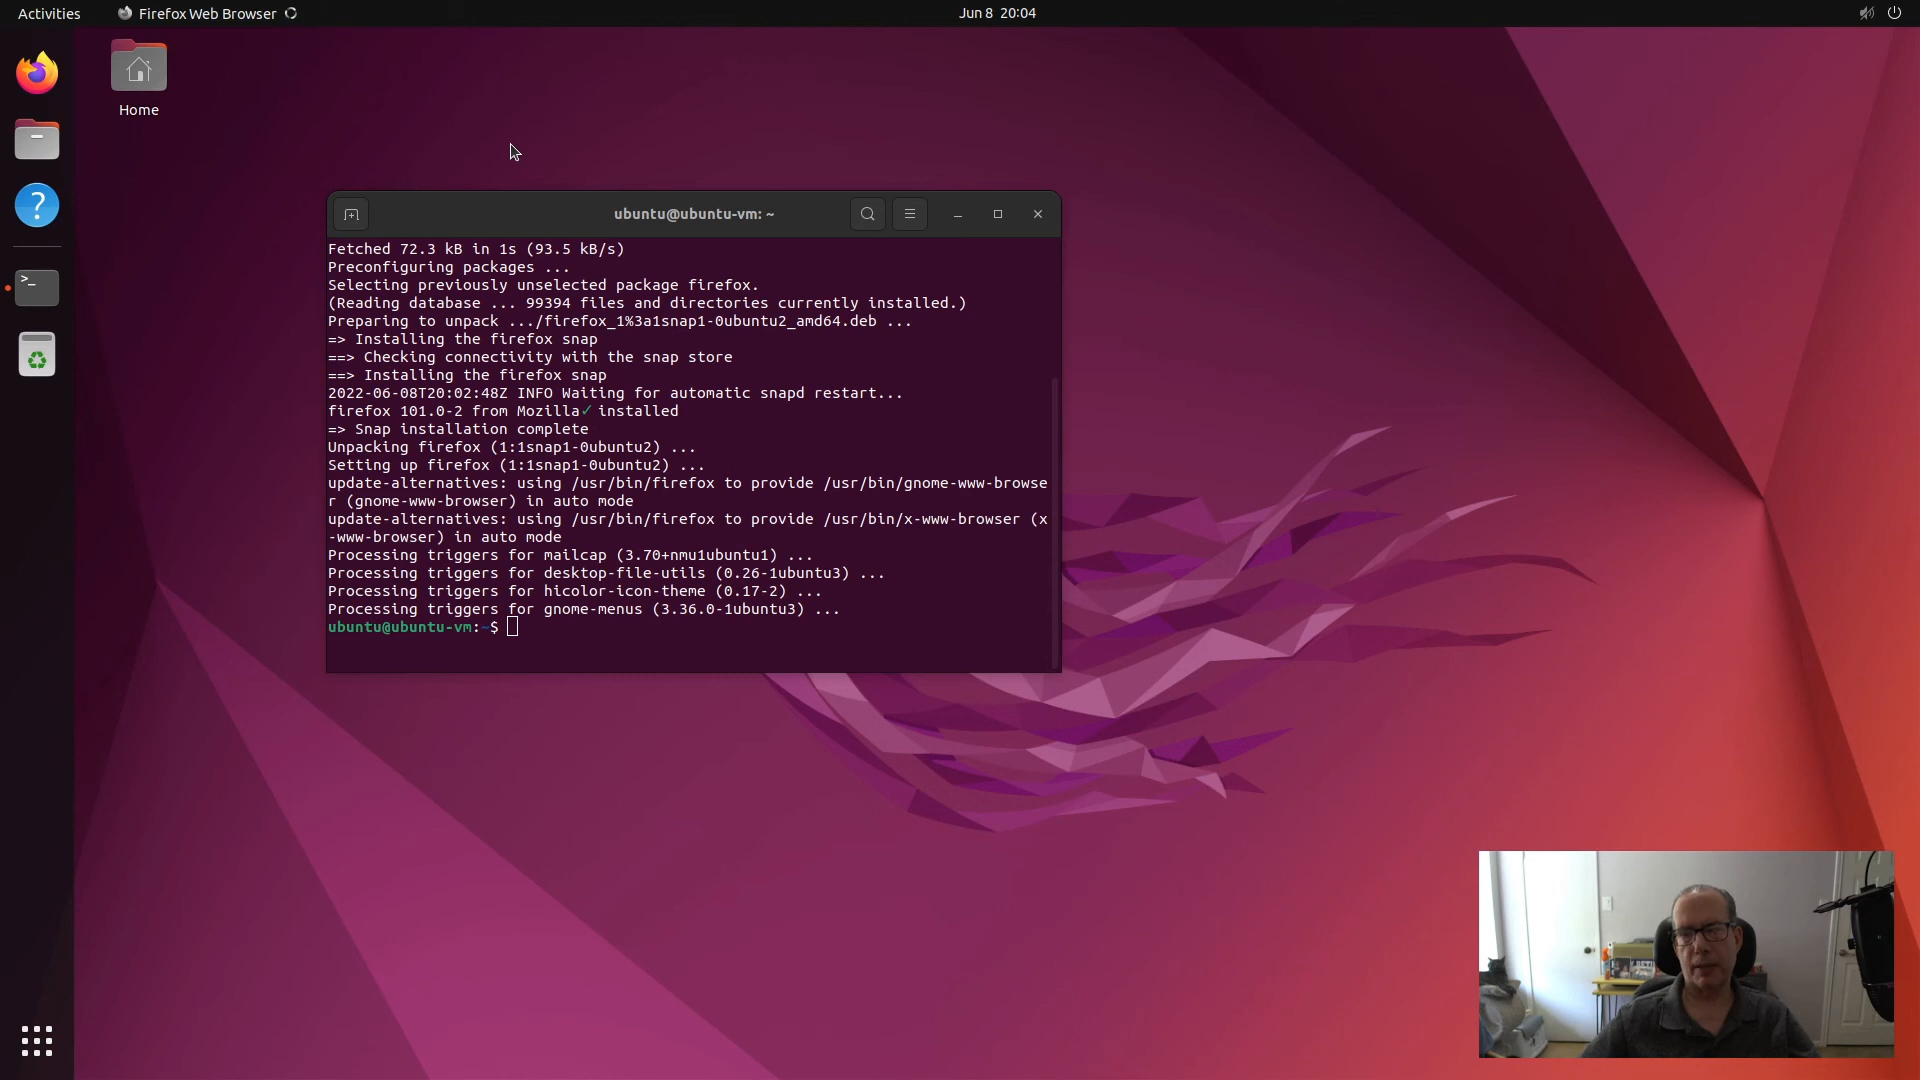 Activities
Firefox Web Browser
Jun 8 20:04
Home
ubuntu@ubuntu-vm: ~
Fetched 72.3 kB in 1s (93.5 kB/s)
Preconfiguring packages ...
Selecting previously unselected package firefox.
(Reading database ... 99394 files and directories currently installed.)
Preparing to unpack .../firefox_1%3a1snap1-0ubuntu2_amd64.deb ...
=> Installing the firefox snap
==> Checking connectivity with the snap store
==> Installing the firefox snap
2022-06-08T20:02:48Z INFO Waiting for automatic snapd restart...
firefox 101.0-2 from Mozilla✓ installed
=> Snap installation complete
Unpacking firefox (1:1snap1-0ubuntu2) ...
Setting up firefox (1:1snap1-0ubuntu2) ...
update-alternatives: using /usr/bin/firefox to provide /usr/bin/gnome-www-browse
r (gnome-www-browser) in auto mode
update-alternatives: using /usr/bin/firefox to provide /usr/bin/x-www-browser (x
-www-browser) in auto mode
Processing triggers for mailcap (3.70+nmu1ubuntu1) ...
Processing triggers for desktop-file-utils (0.26-1ubuntu3) ...
Processing triggers for hicolor-icon-theme (0.17-2) ...
Processing triggers for gnome-menus (3.36.0-1ubuntu3) ...
ubuntu@ubuntu-vm:~$